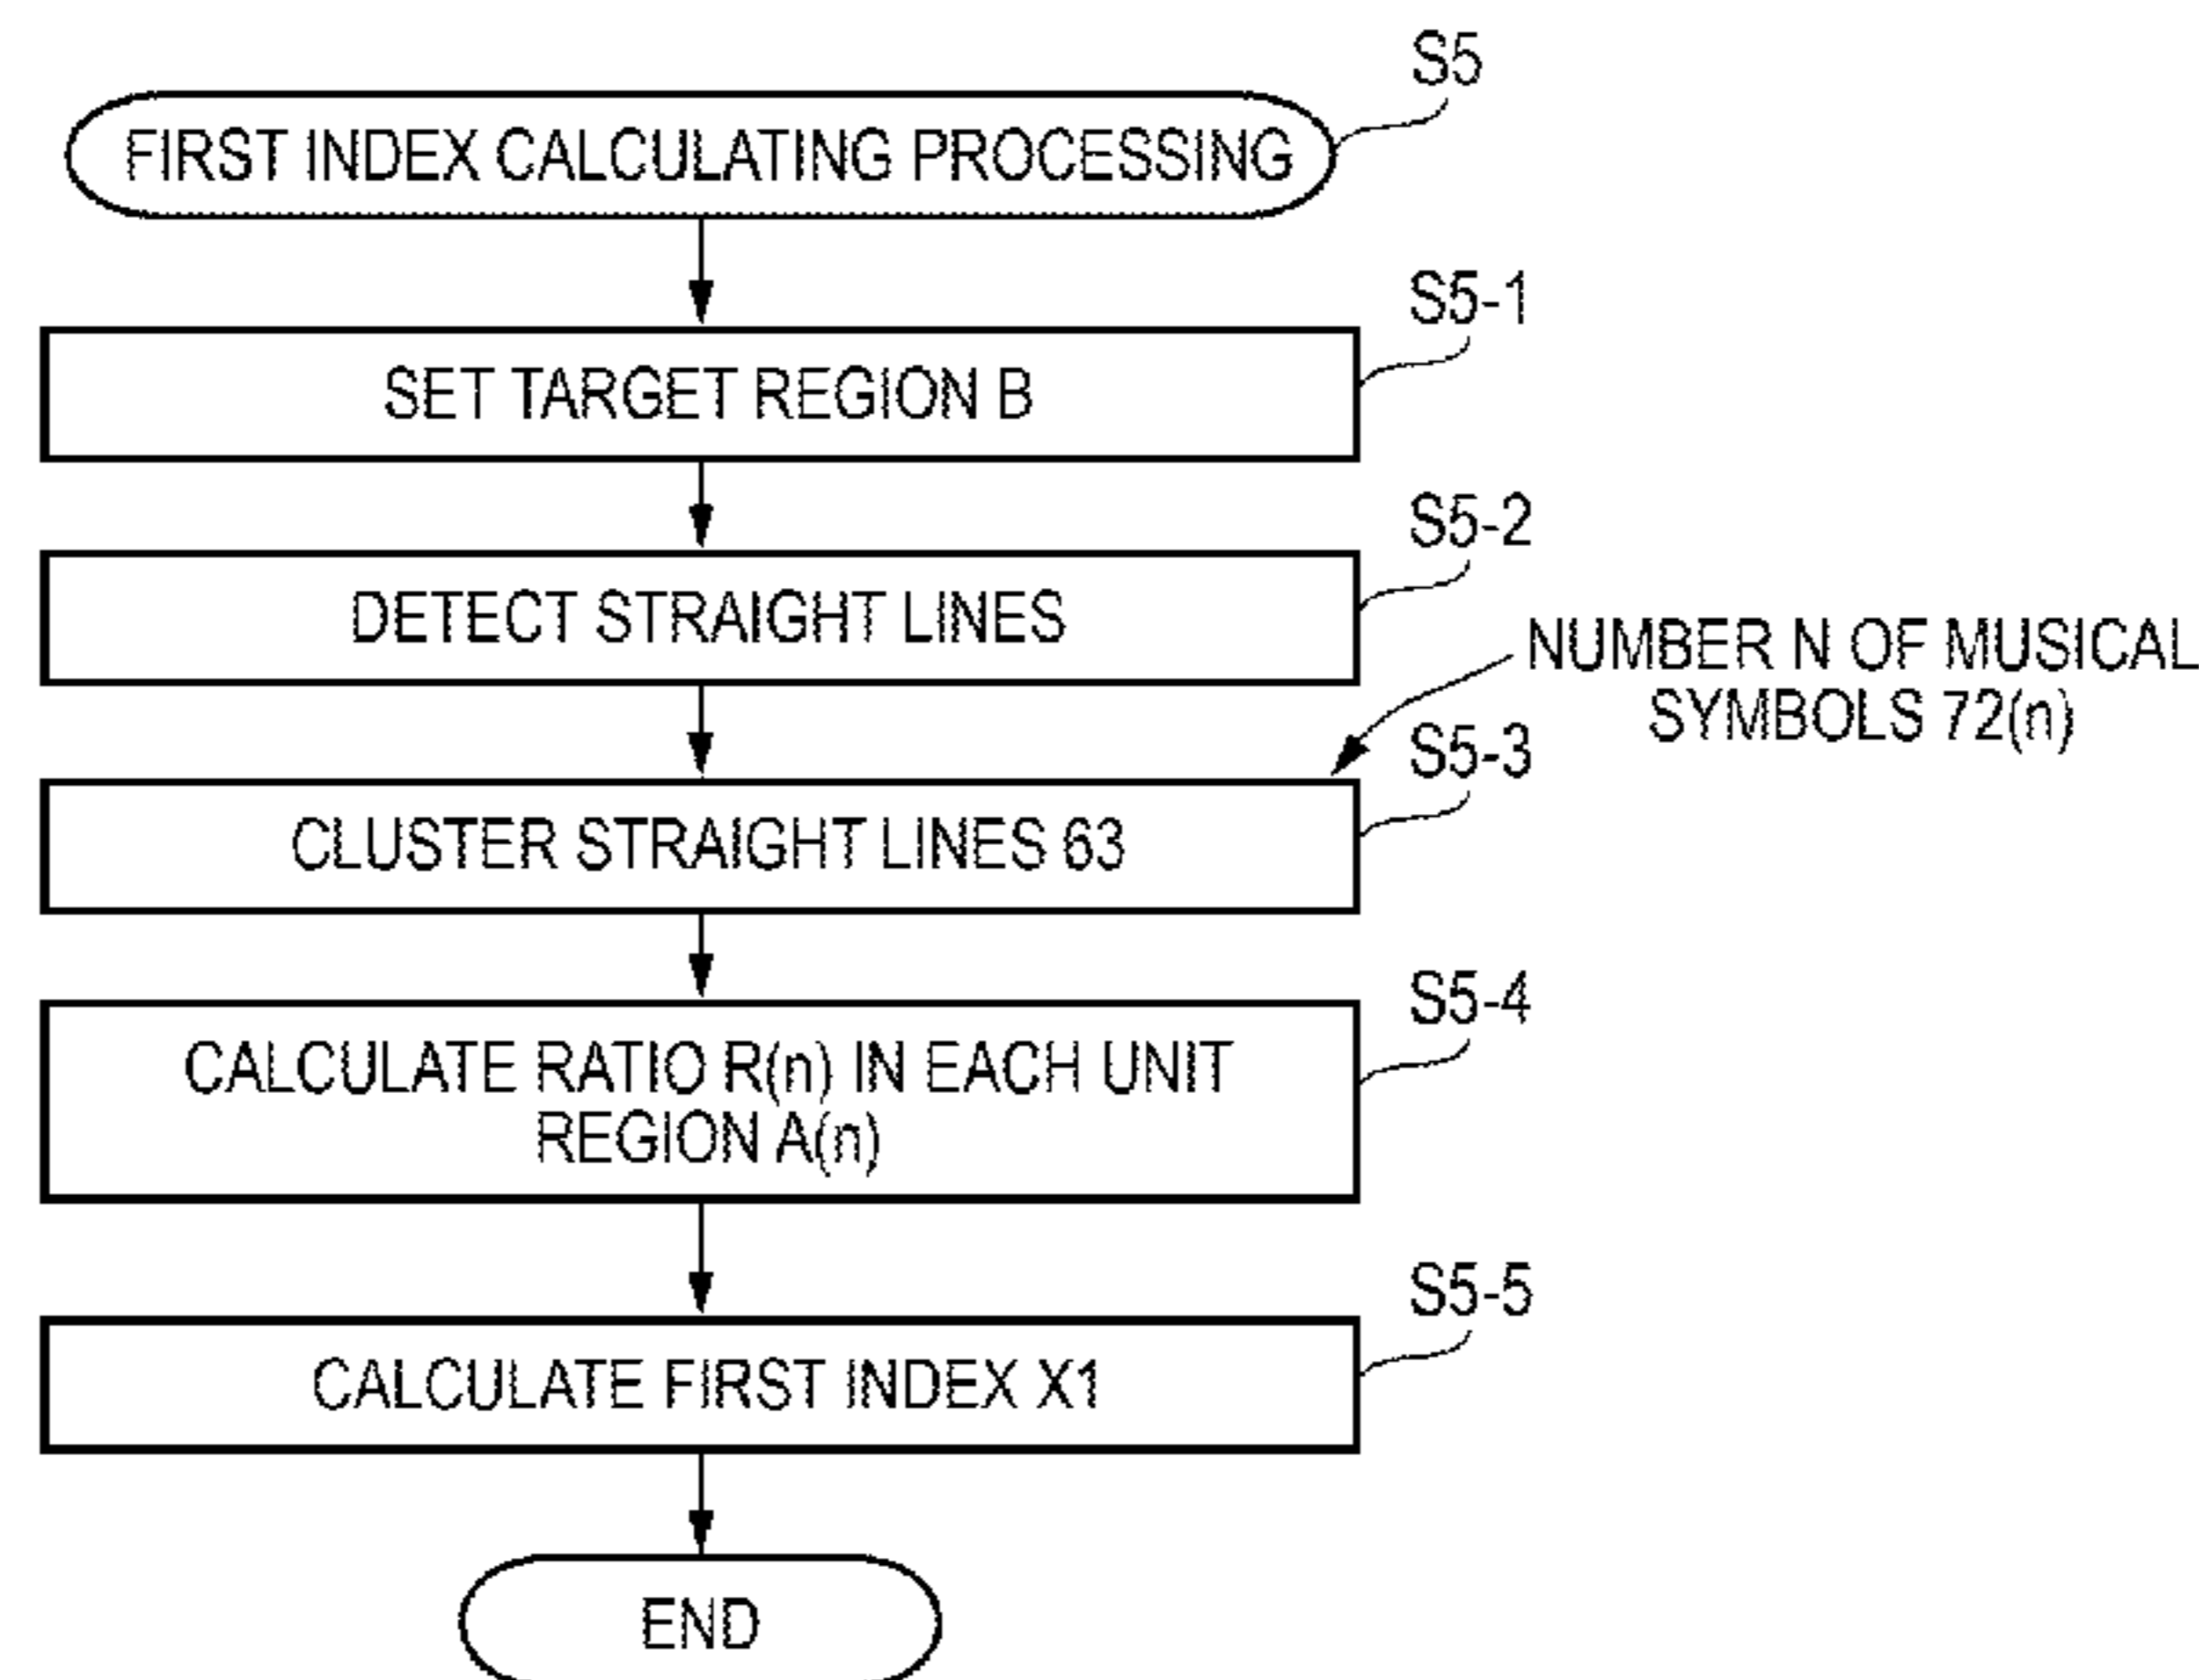 S5
FIRST INDEX CALCULATING PROCESSING
S5-1
SET TARGET REGION B
S5-2
DETECT STRAIGHT LINES
NUMBER N OF MUSICAL
SYMBOLS 72(n)
S5-3
CLUSTER STRAIGHT LINES 63
S5-4
CALCULATE RATIO R(n) IN EACH UNIT
REGION A(n)
S5-5
CALCULATE FIRST INDEX X1
END